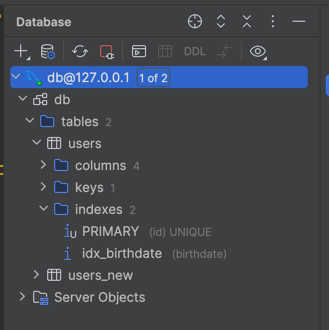 Database
DDL
db@127.0.0.1 1 of 2
db
tables 2
users
columns 4
keys 1
indexes 2
PRIMARY (id) UNIQUE
idx_birthdate (birthdate)
users_new
Server Objects